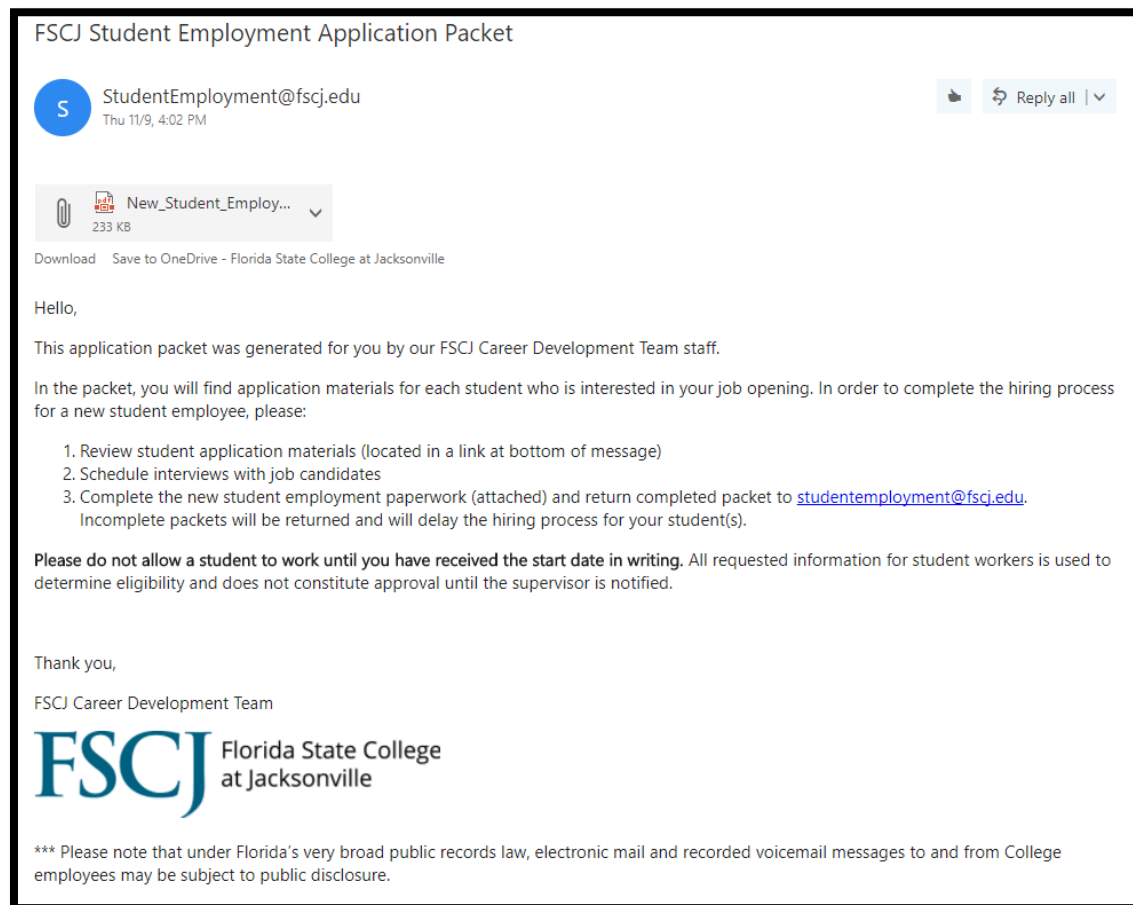 FSCJ Student Employment Application Packet
S
StudentEmployment@fscj.edu
Thu 11/9, 4:02 PM
Reply all
pdf
New_Student_Employ...
233 KB
Download Save to OneDrive - Florida State College at Jacksonville
Hello,
This application packet was generated for you by our FSCJ Career Development Team staff.
In the packet, you will find application materials for each student who is interested in your job opening. In order to complete the hiring process
for a new student employee, please:
1. Review student application materials (located in a link at bottom of message)
2. Schedule interviews with job candidates
3. Complete the new student employment paperwork (attached) and return completed packet to studentemployment@fscj.edu.
Incomplete packets will be returned and will delay the hiring process for your student(s).
Please do not allow a student to work until you have received the start date in writing. All requested information for student workers is used to
determine eligibility and does not constitute approval until the supervisor is notified.
Thank you,
FSCJ Career Development Team
FSCJ Florida State College
at Jacksonville
*** Please note that under Florida's very broad public records law, electronic mail and recorded voicemail messages to and from College
employees may be subject to public disclosure.